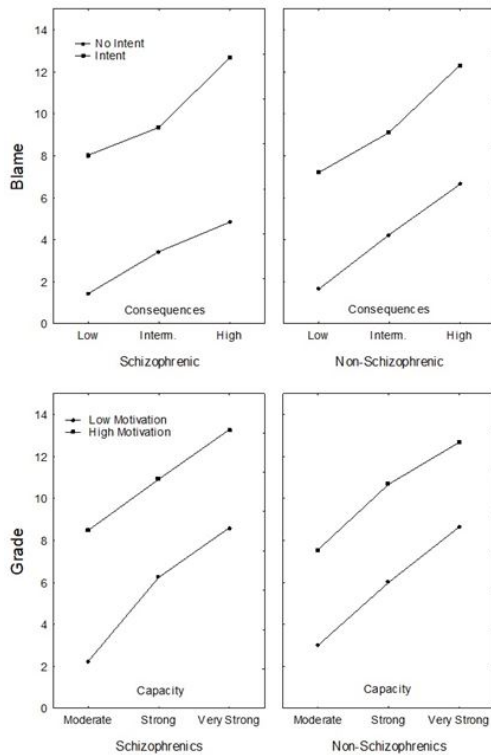 14
No Intent
Intent
12
10
Blame
8
6
4
2
0
Consequences
Consequences
Low Interm. High
Low Interm. High
Schizophrenic
Non-Schizophrenic
14
Low Motivation
High Motivation
12
10
Grade
8
6
4
2
0
Capacity
Capacity
Moderate Strong Very Strong
Moderate Strong Very Strong
Schizophrenics
Non-Schizophrenics